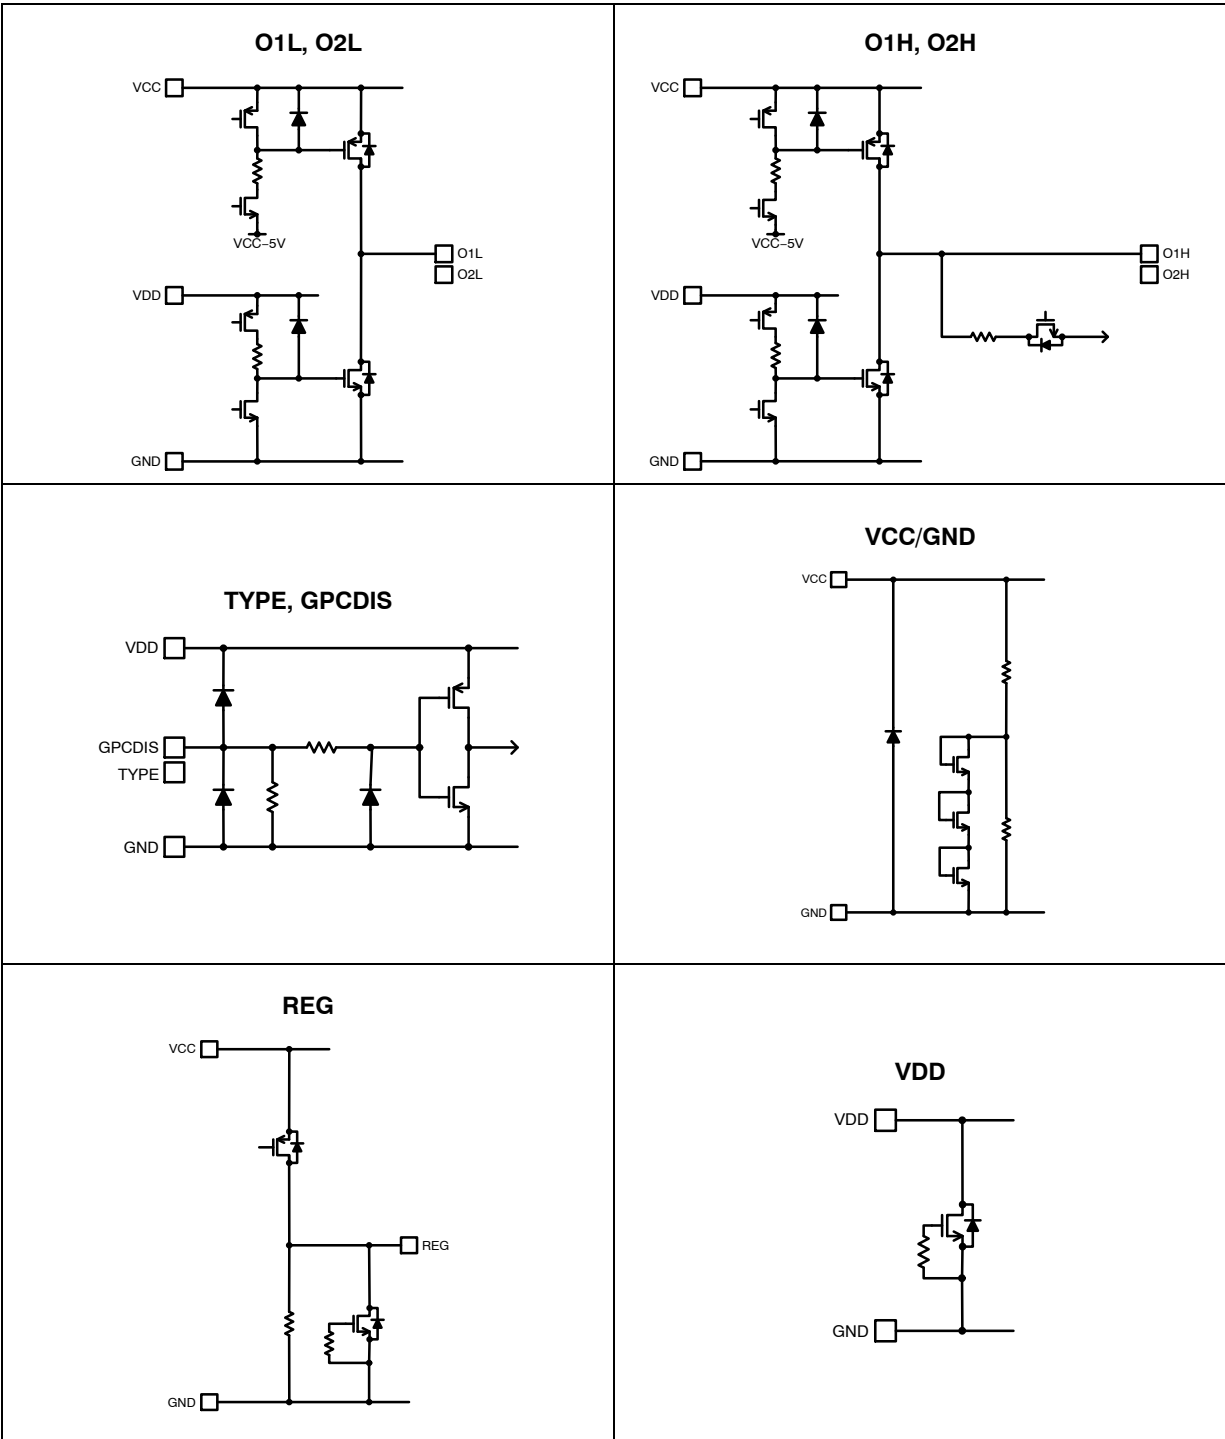 O1L, O2L
VCC
VCC–5V
O1L
O2L
VDD
GND
O1H, O2H
VCC
VCC–5V
O1H
O2H
VDD
GND
TYPE, GPCDIS
VDD
GPCDIS
TYPE
GND
VCC/GND
VCC
GND
REG
VCC
REG
GND
VDD
VDD
GND